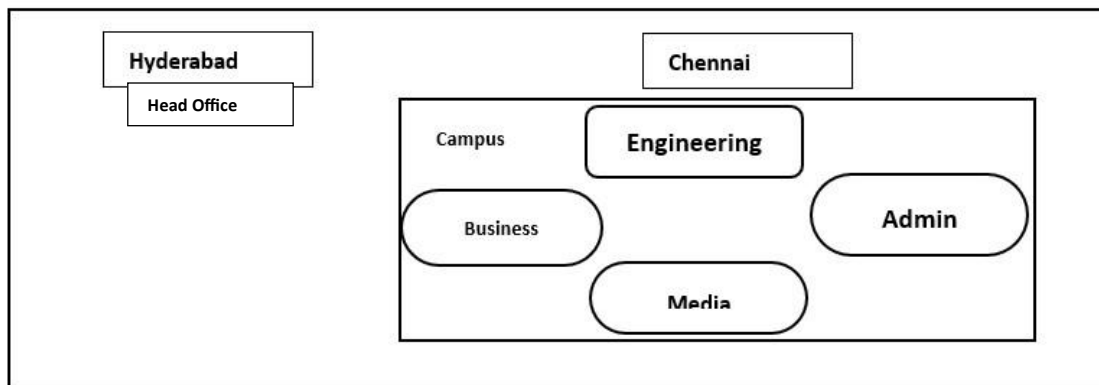 Hyderabad
Head Office
Chennai
Campus
Engineering
Business
Admin
Media